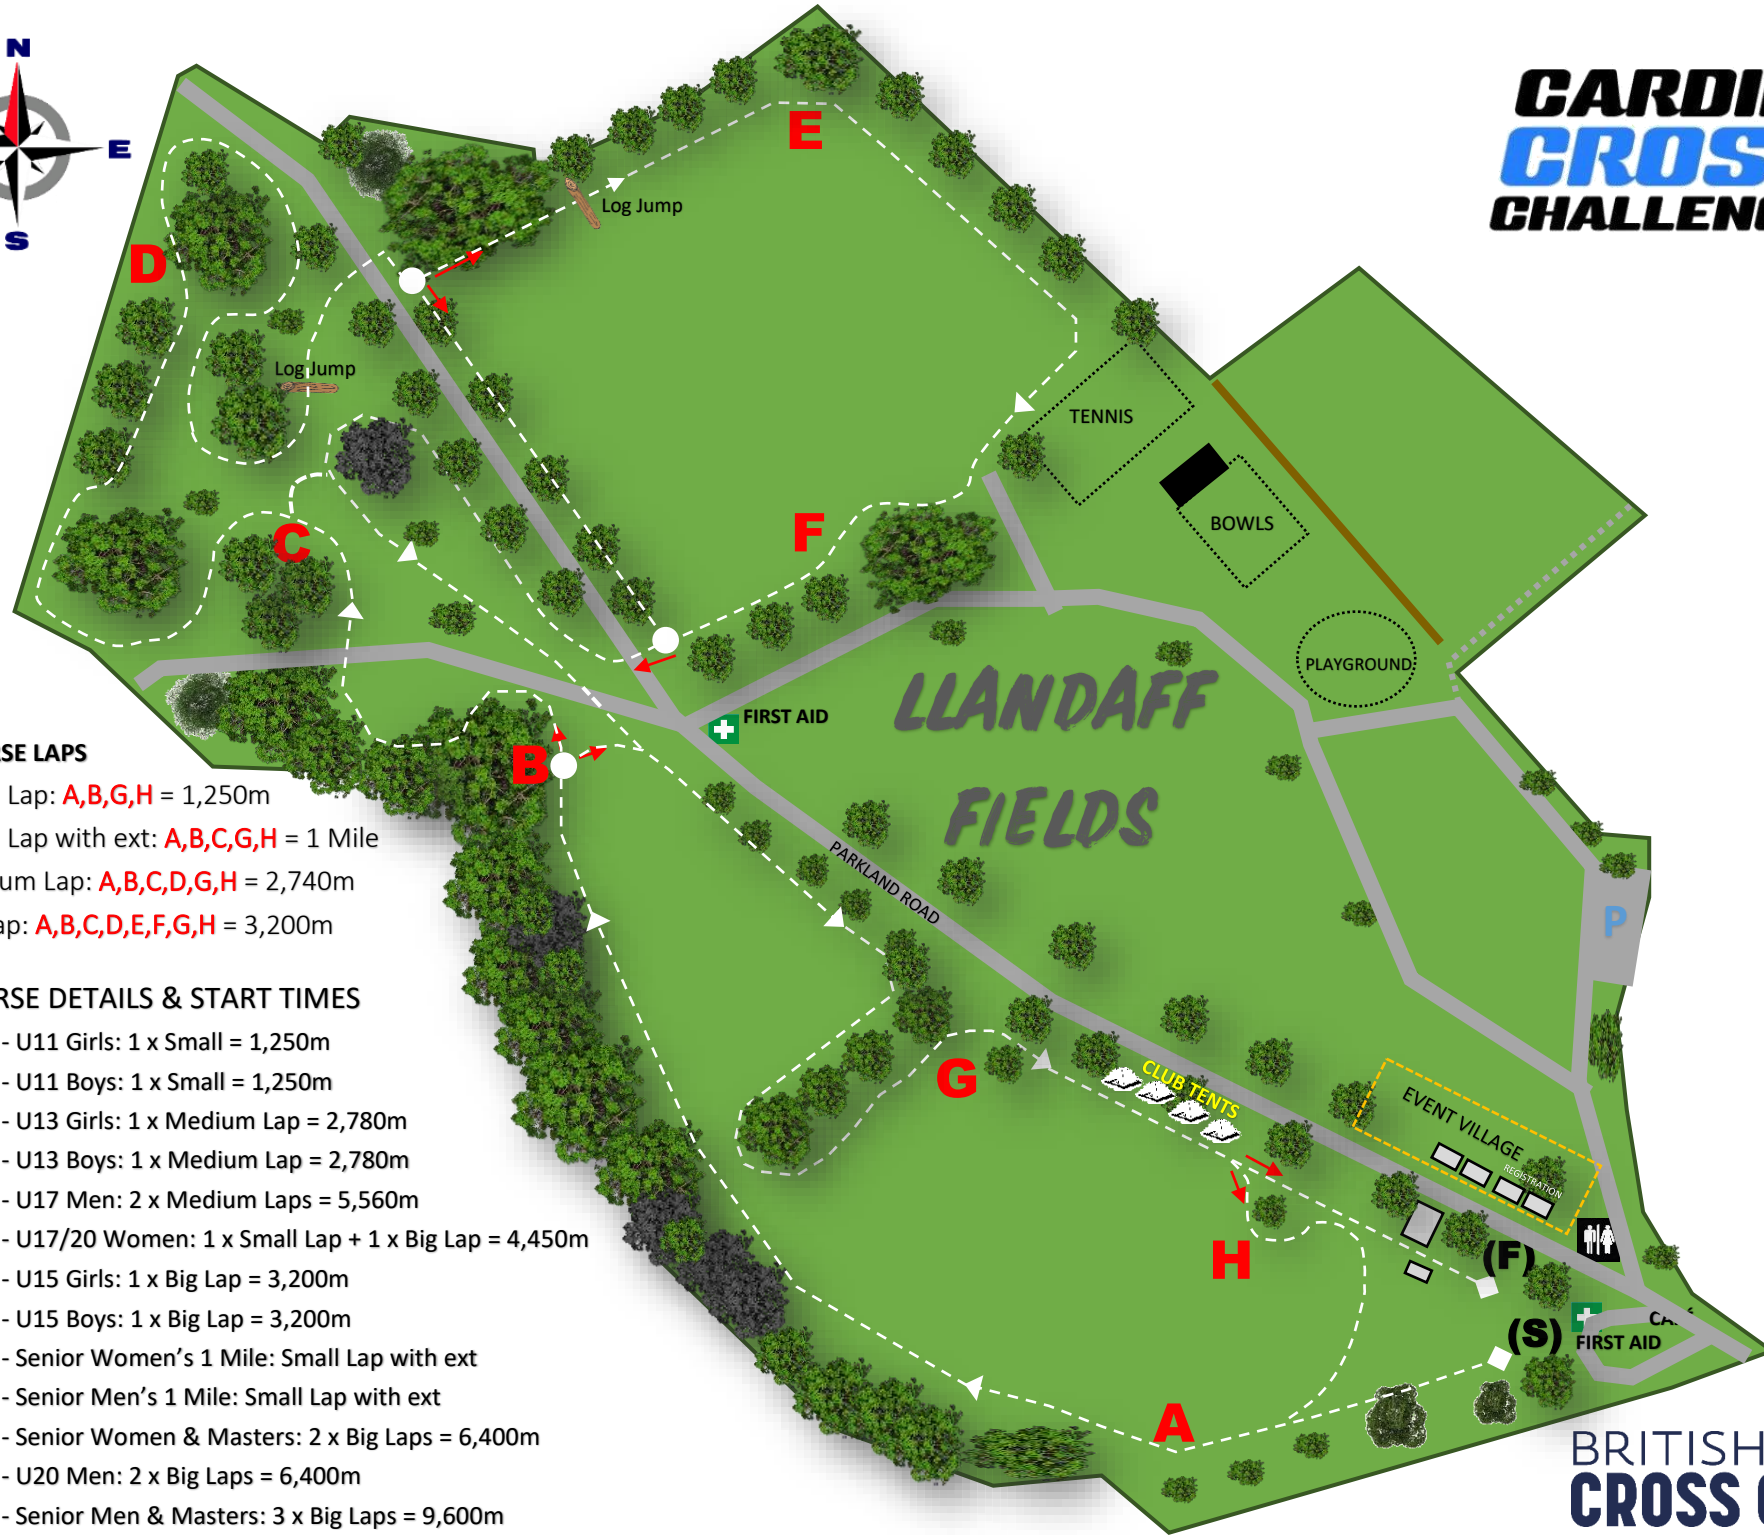 N
E
S
CARDI
CROS
CHALLEN
E
Log Jump
D
Log Jump
TENNIS
BOWLS
C
F
PLAYGROUND
LLANDAFF
FIELDS
FIRST AID
B
PARKLAND ROAD
P
RSE LAPS
Lap: A,B,G,H = 1,250m
Lap with ext: A,B,C,G,H = 1 Mile
um Lap: A,B,C,D,G,H = 2,740m
ap: A,B,C,D,E,F,G,H = 3,200m
RSE DETAILS & START TIMES
- U11 Girls: 1 x Small = 1,250m
- U11 Boys: 1 x Small = 1,250m
- U13 Girls: 1 x Medium Lap = 2,780m
- U13 Boys: 1 x Medium Lap = 2,780m
- U17 Men: 2 x Medium Laps = 5,560m
- U17/20 Women: 1 x Small Lap + 1 x Big Lap = 4,450m
- U15 Girls: 1 x Big Lap = 3,200m
- U15 Boys: 1 x Big Lap = 3,200m
- Senior Women's 1 Mile: Small Lap with ext
- Senior Men's 1 Mile: Small Lap with ext
- Senior Women & Masters: 2 x Big Laps = 6,400m
- U20 Men: 2 x Big Laps = 6,400m
- Senior Men & Masters: 3 x Big Laps = 9,600m
G
CLUB TENTS
EVENT VILLAGE
REGISTRATION
H
(F)
(S)
FIRST AID
A
BRITISH
CROSS